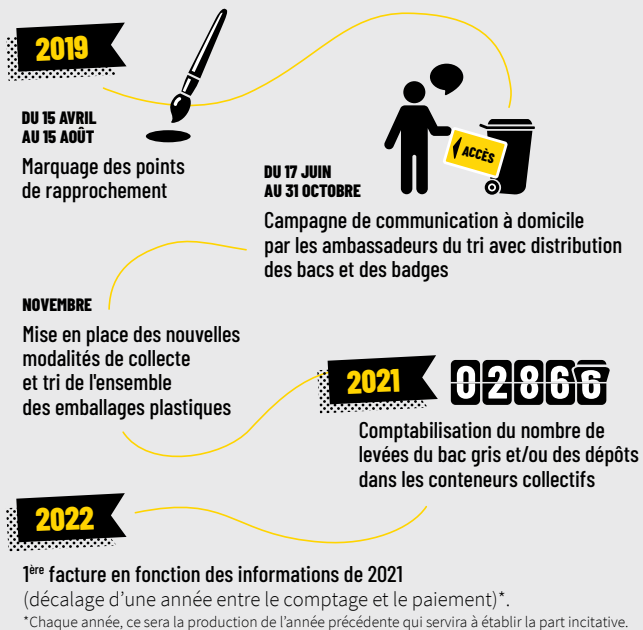 2019
DU 15 AVRIL
AU 15 AOÛT
Marquage des points
de rapprochement
ACCÈS
DU 17 JUIN
AU 31 OCTOBRE
Campagne de communication à domicile
par les ambassadeurs du tri avec distribution
des bacs et des badges
NOVEMBRE
Mise en place des nouvelles
modalités de collecte
et tri de l'ensemble
des emballages plastiques
2021
02866
Comptabilisation du nombre de
levées du bac gris et/ou des dépôts
dans les conteneurs collectifs
2022
1ère facture en fonction des informations de 2021
(décalage d'une année entre le comptage et le paiement)*.
*Chaque année, ce sera la production de l'année précédente qui servira à établir la part incitative.